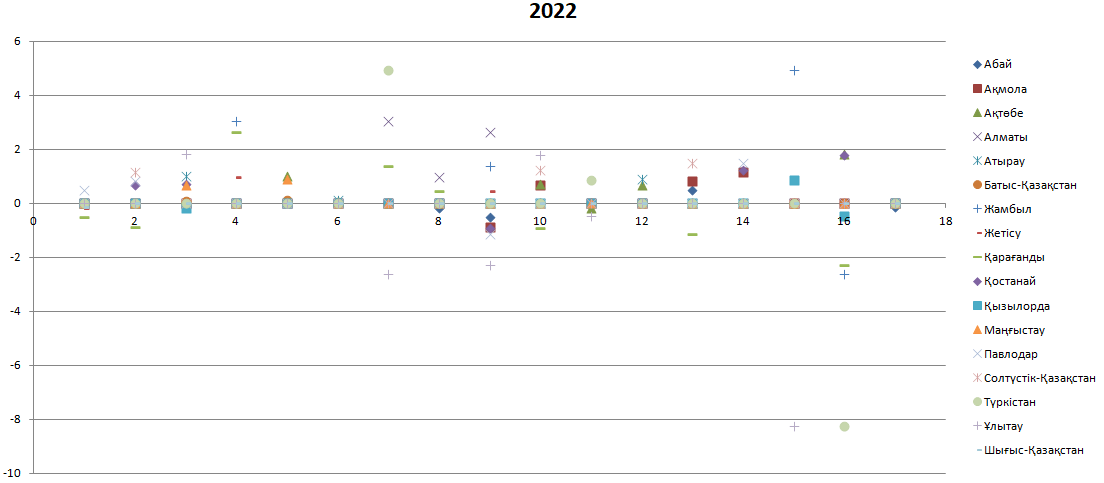 2022
6
4
2
0
-2
-4
-6
-8
-10
0 2 4 6 8 10 12 14 16 18
Абай
Ақмола
Ақтөбе
Алматы
Атырау
Батыс-Қазақстан
Жамбыл
Жетісу
Қарағанды
Қостанай
Қызылорда
Маңғыстау
Павлодар
Солтүстік-Қазақстан
Түркістан
Ұлытау
Шығыс-Қазақстан